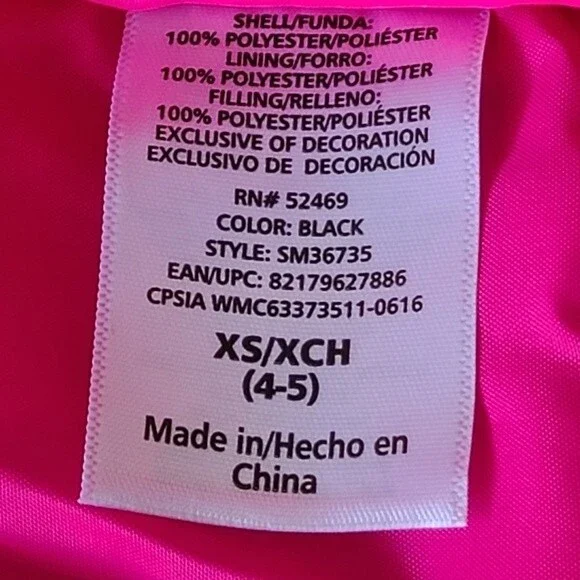 SHELL/FUNDA:
100% POLYESTER/POLIÉSTER
LINING/FORRO:
100% POLYESTER/POLIÉSTER
FILLING/RELLENO:
100% POLYESTER/POLIÉSTER
EXCLUSIVE OF DECORATION
EXCLUSIVO DE DECORACIÓN
RN# 52469
COLOR: BLACK
STYLE: SM36735
EAN/UPC: 82179627886
CPSIA WMC63373511-0616
XS/XCH
(4-5)
Made in/Hecho en
China